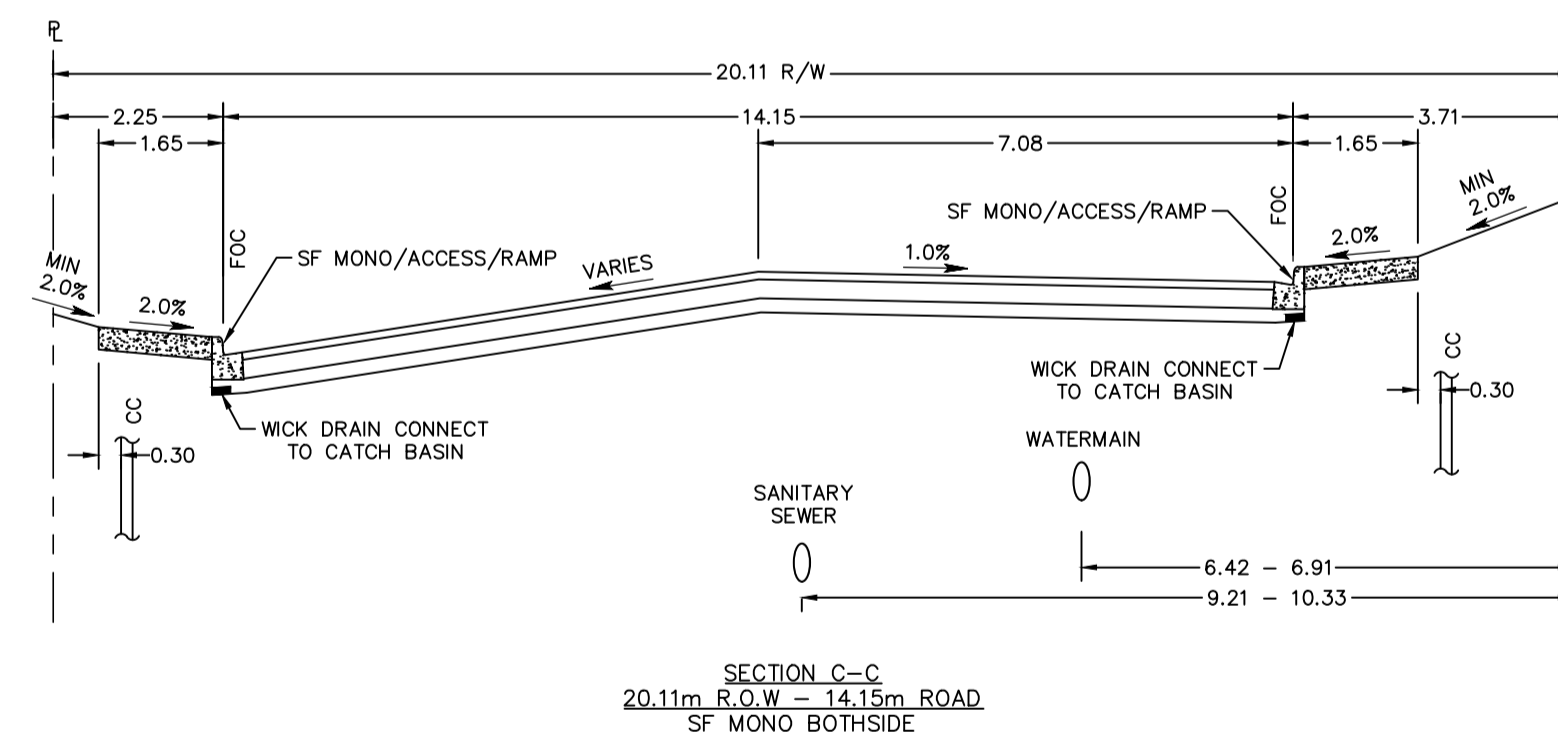 PL
20.11 R/W
2.25
14.15
3.71
1.65
7.08
1.65
FOC
SF MONO/ACCESS/RAMP
VARIES
1.0%
SF MONO/ACCESS/RAMP
FOC
2.0%
MIN
2.0%
MIN
2.0%
2.0%
WICK DRAIN CONNECT
TO CATCH BASIN
CC
0.30
WICK DRAIN CONNECT
TO CATCH BASIN
CC
0.30
WATERMAIN
SANITARY
SEWER
6.42 - 6.91
9.21 - 10.33
SECTION C-C
20.11m R.O.W - 14.15m ROAD
SF MONO BOTHSIDE